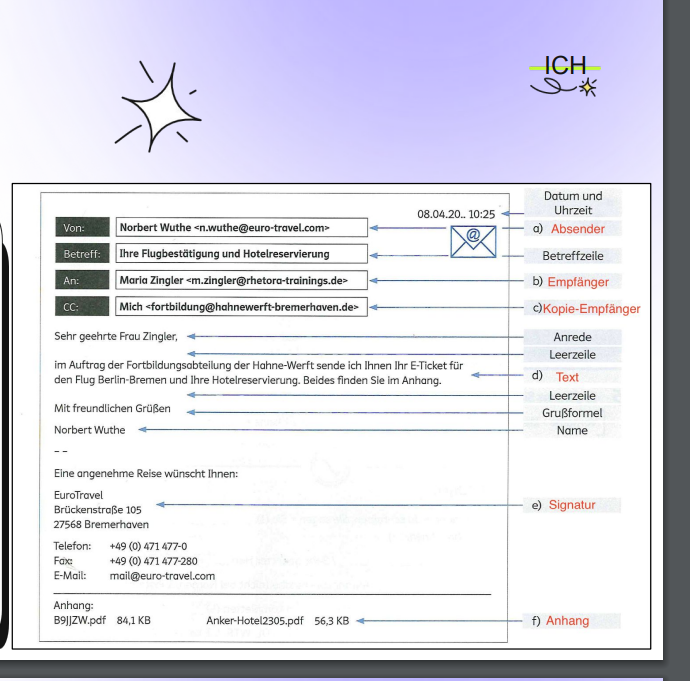 ICH
Datum und
Uhrzeit
08.04.20.. 10:25
Von: Norbert Wuthe <n.wuthe@euro-travel.com>
@
a) Absender
Betreff: Ihre Flugbestätigung und Hotelreservierung
Betreffzeile
An: Maria Zingler <m.zingler@rhetora-trainings.de>
b) Empfänger
CC: Mich <fortbildung@hahnewerft-bremerhaven.de>
c)Kopie-Empfänger
Sehr geehrte Frau Zingler,
Anrede
Leerzeile
im Auftrag der Fortbildungsabteilung der Hahne-Werft sende ich Ihnen Ihr E-Ticket für
den Flug Berlin-Bremen und Ihre Hotelreservierung. Beides finden Sie im Anhang.
d) Text
Leerzeile
Mit freundlichen Grüßen
Grußformel
Norbert Wuthe
Name
– –
Eine angenehme Reise wünscht Ihnen:
EuroTravel
Brückenstraße 105
27568 Bremerhaven
e) Signatur
Telefon: +49 (0) 471 477-0
Fax: +49 (0) 471 477-280
E-Mail: mail@euro-travel.com
Anhang:
B9JJZW.pdf 84,1 KB Anker-Hotel2305.pdf 56,3 KB
f) Anhang